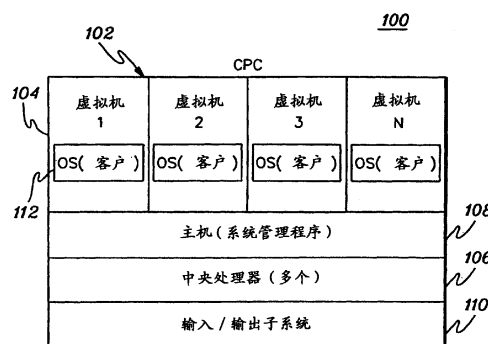 100
102
CPC
104
虚拟机 虚拟机 虚拟机 虚拟机
1 2 3 N
OS(客户) OS(客户) OS(客户) OS(客户)
112
主机(系统管理程序)
108
中央处理器(多个)
106
输入/输出子系统
110